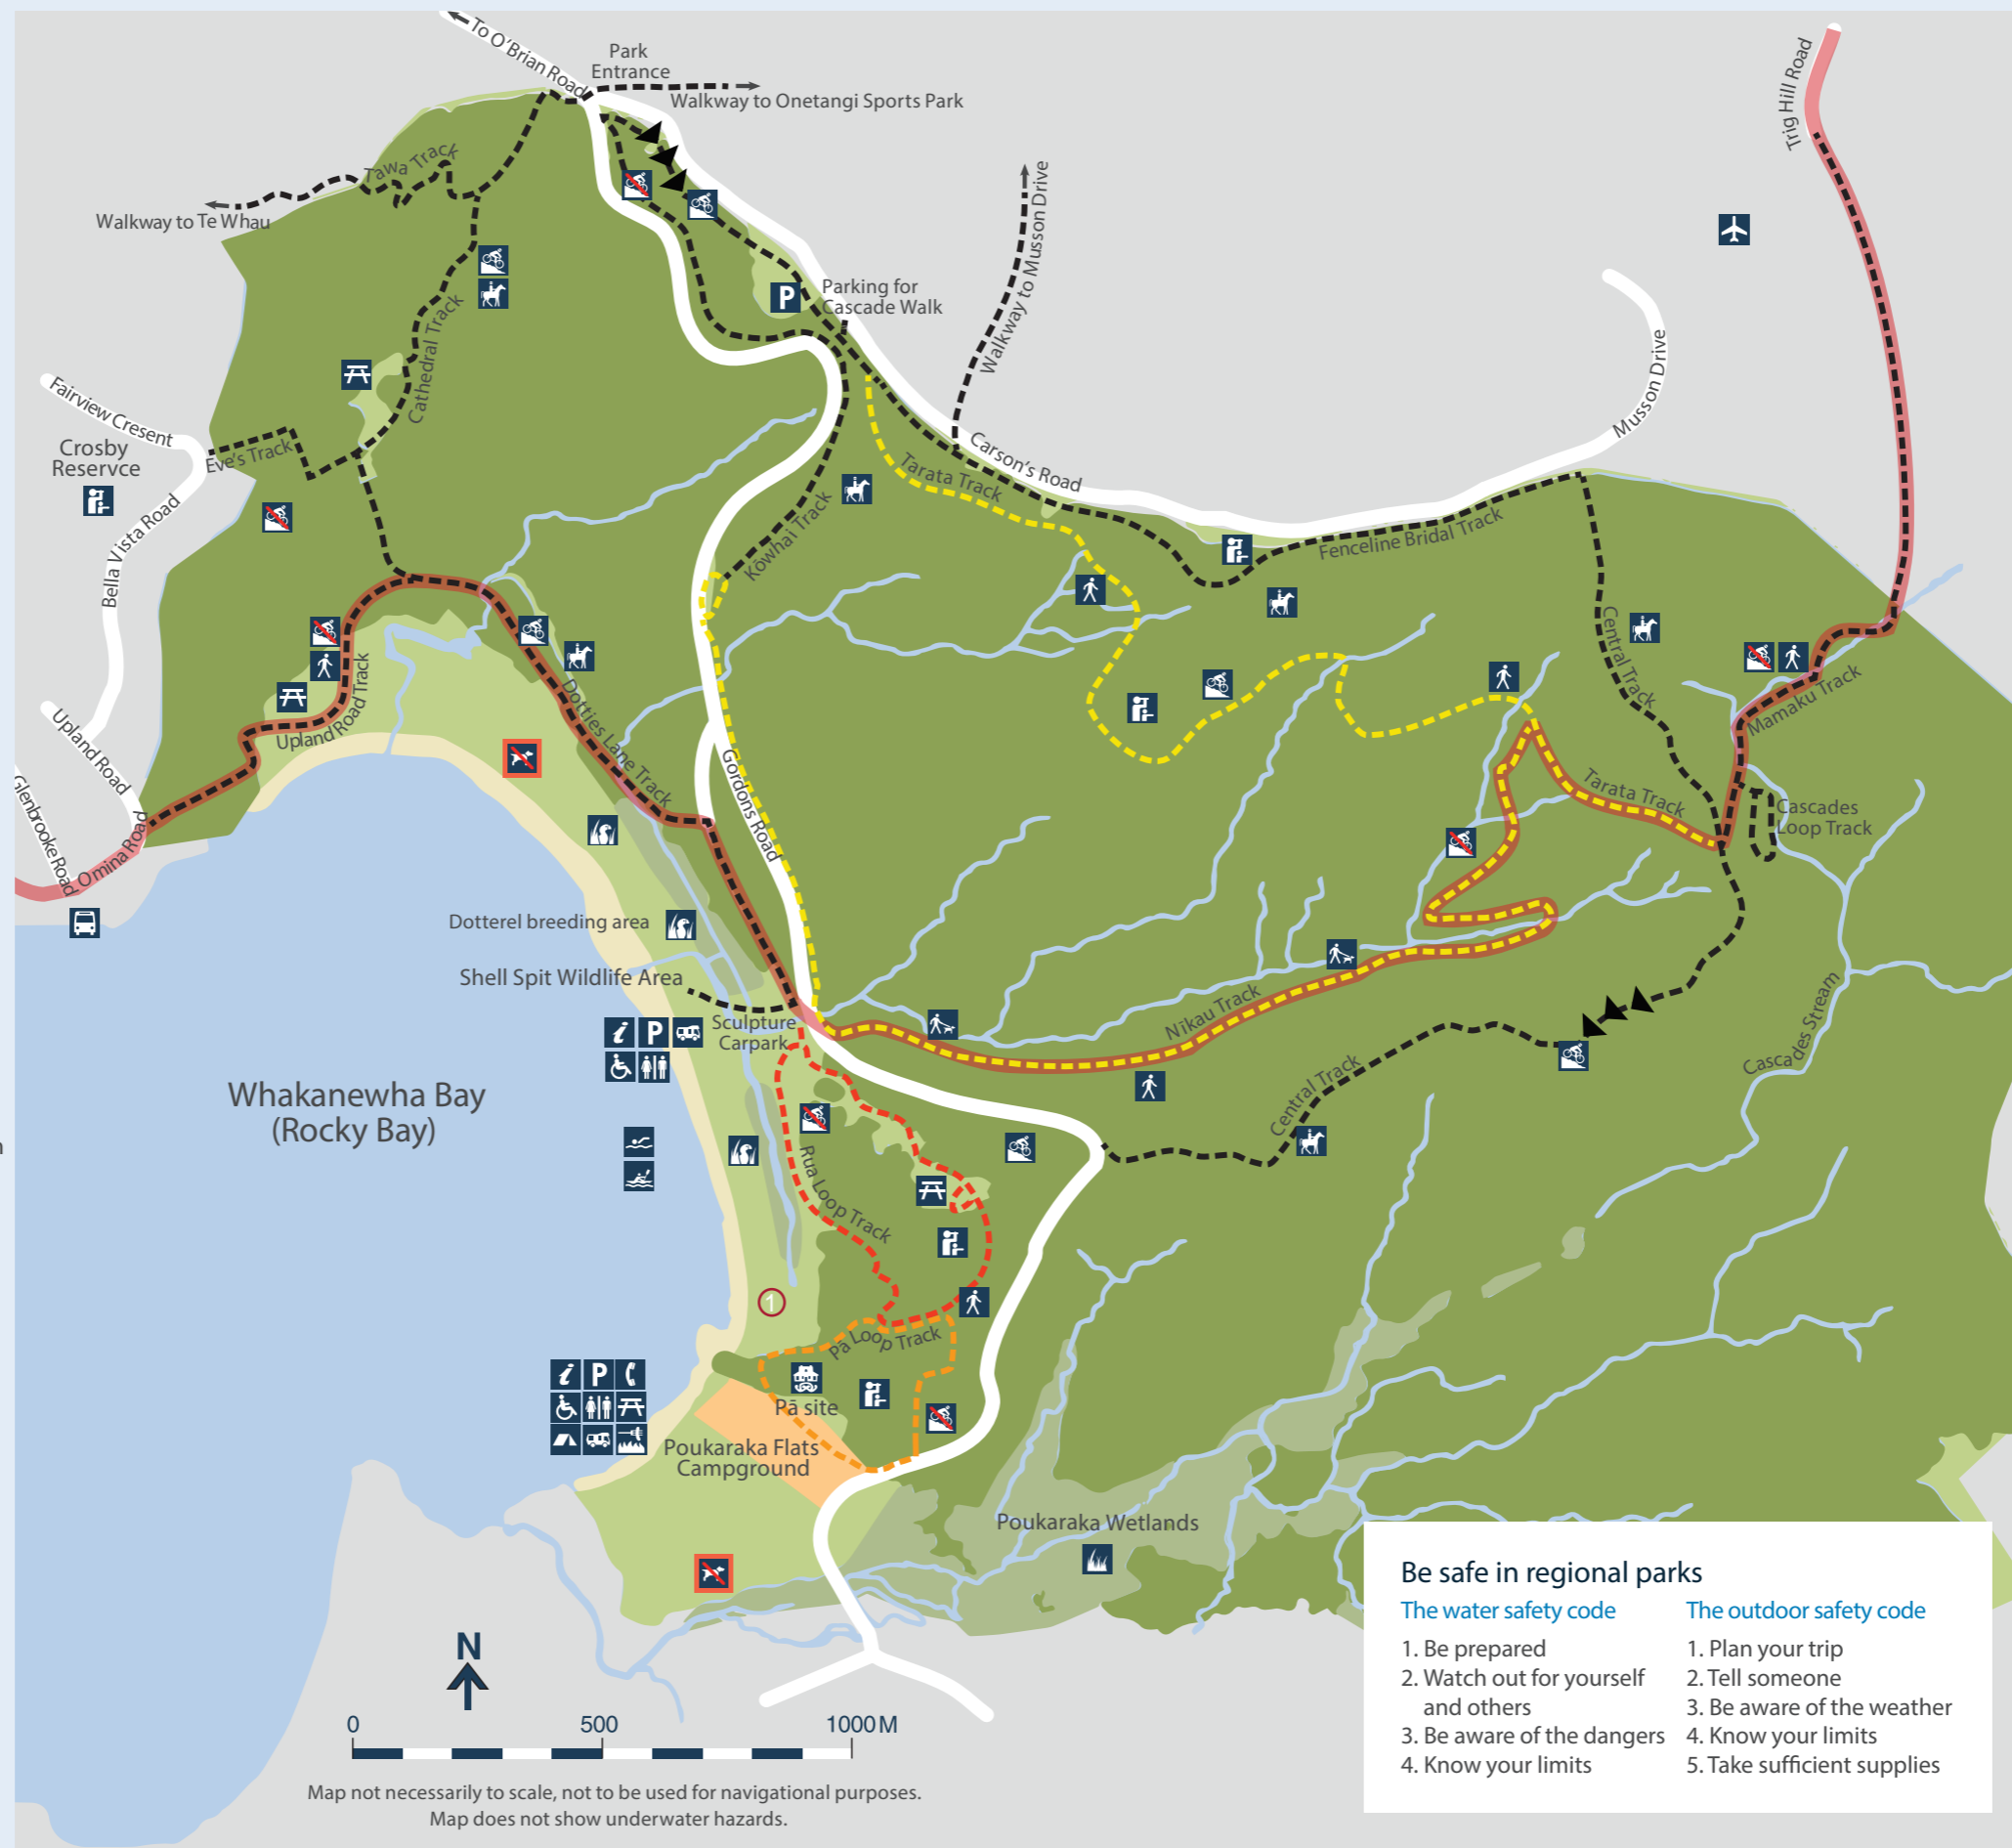 To O'Brian Road
Park
Entrance
Walkway to Onetangi Sports Park
Trig Hill Road
Tawa Track
Walkway to Te Whau
Walkway to Musson Drive
Parking for
Cascade Walk
P
Cathedral Track
Musson Drive
Fairview Cresent
Crosby
Reservce
Eve's Track
Carson's Road
Tarata Track
Bella Vista Road
Kōwhai Track
Fenceline Bridal Track
Central Track
Upland Road Track
Dotties Lane Track
Mamaku Track
Upland Road
Gordons Road
Tarata Track
Cascades
Loop Track
Glenbrooke Road
Omina Road
Dotterel breeding area
Shell Spit Wildlife Area
Sculpture
Carpark
i P
Nīkau Track
Cascades Stream
Central Track
Whakanewha Bay
(Rocky Bay)
n
Rua Loop Track
1
Pā Loop Track
i P
Pā site
Poukaraka Flats
Campground
Poukaraka Wetlands
N
0 500 1000 M
Map not necessarily to scale, not to be used for navigational purposes.
Map does not show underwater hazards.
Be safe in regional parks
The water safety code
1. Be prepared
2. Watch out for yourself
and others
3. Be aware of the dangers
4. Know your limits
The outdoor safety code
1. Plan your trip
2. Tell someone
3. Be aware of the weather
4. Know your limits
5. Take sufficient supplies